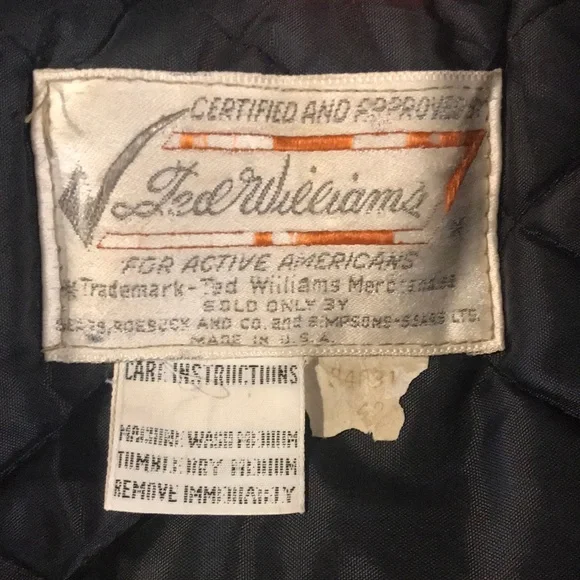 CERTIFIED AND APPROVED BY
Ted Williams
FOR ACTIVE AMERICANS
* Trademark-Ted Williams Merchandise
SOLD ONLY BY
SEARS, ROEBUCK AND CO. and SIMPSONS-SEARS LTD.
MADE IN U.S.A.
CARE INSTRUCTIONS
MACHINE WASH MEDIUM
TUMBLE DRY MEDIUM
REMOVE IMMEDIATELY
42